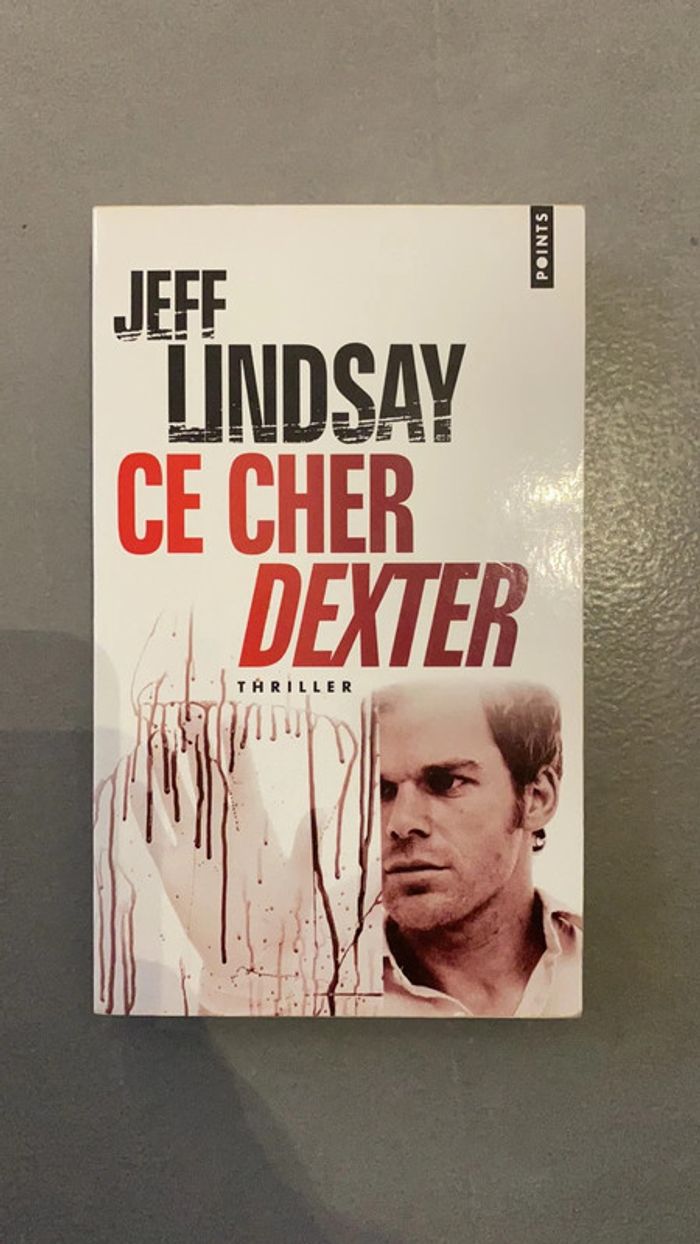 POINTS
JEFF
LINDSAY
CE CHER
DEXTER
THRILLER